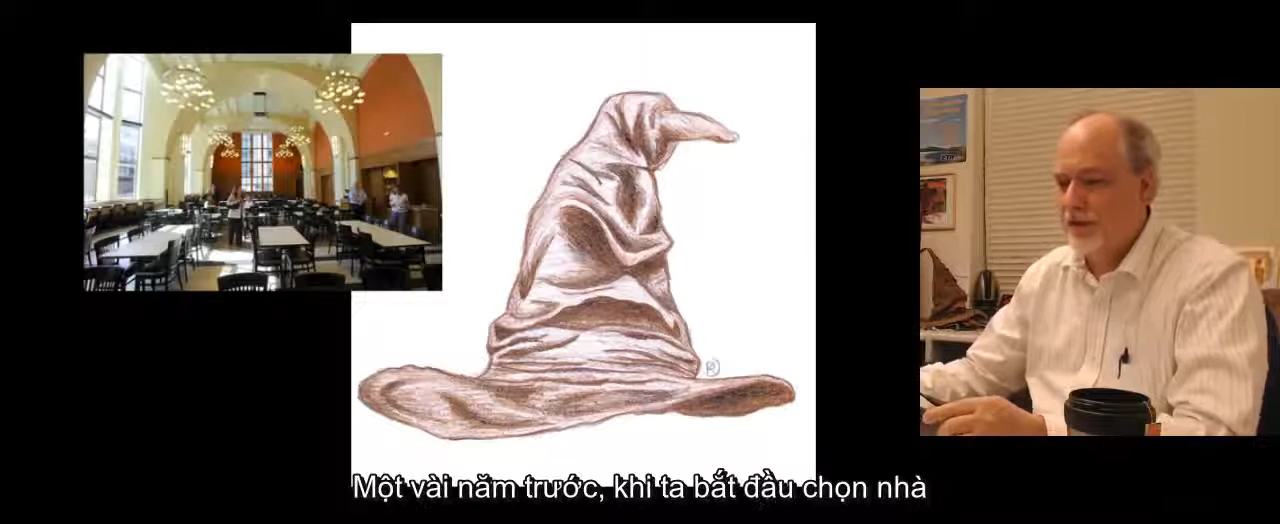 Một vài năm trước, khi ta bắt đầu chọn nhà